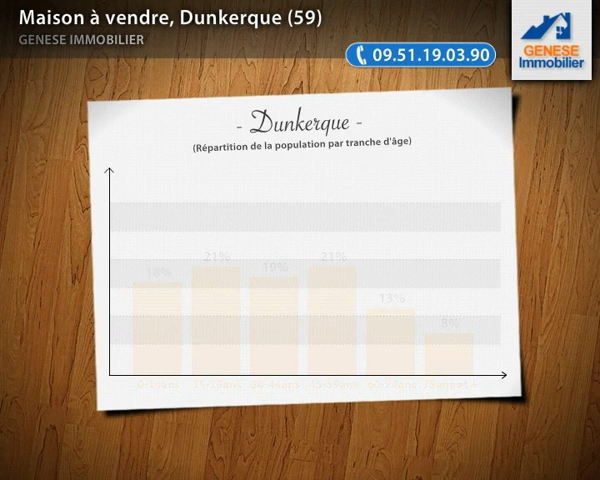 Maison à vendre, Dunkerque (59)
GENESE IMMOBILIER
09.51.19.03.90
GENESE
Immobilier
- Dunkerque -
(Répartition de la population par tranche d'âge)
18% 21% 19% 21% 13% 8%